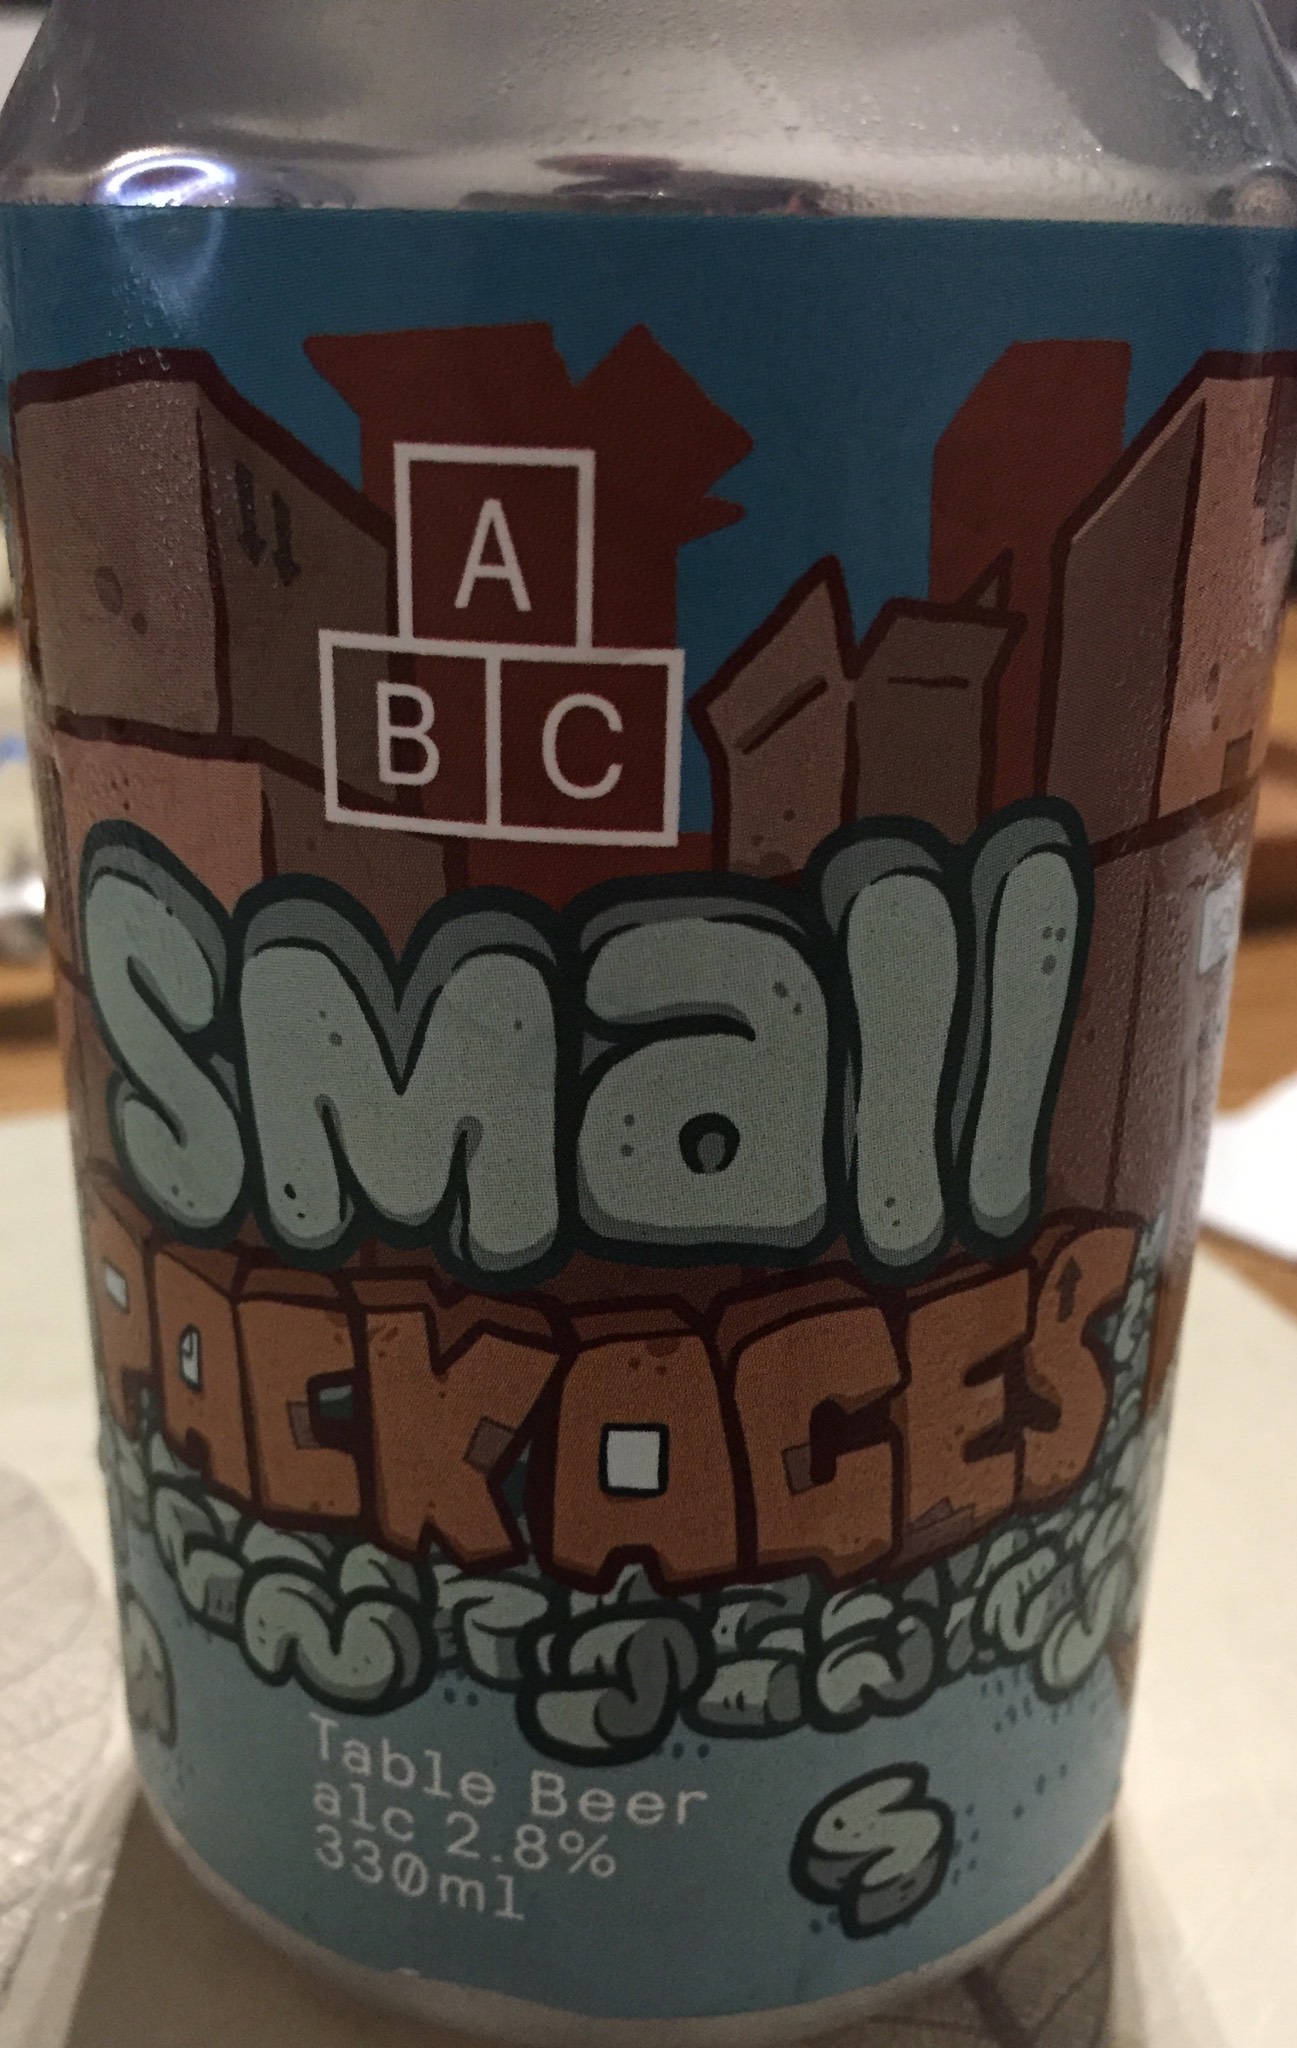 A
B C
Small
PACKAGES
Table Beer
alc 2.8%
330ml